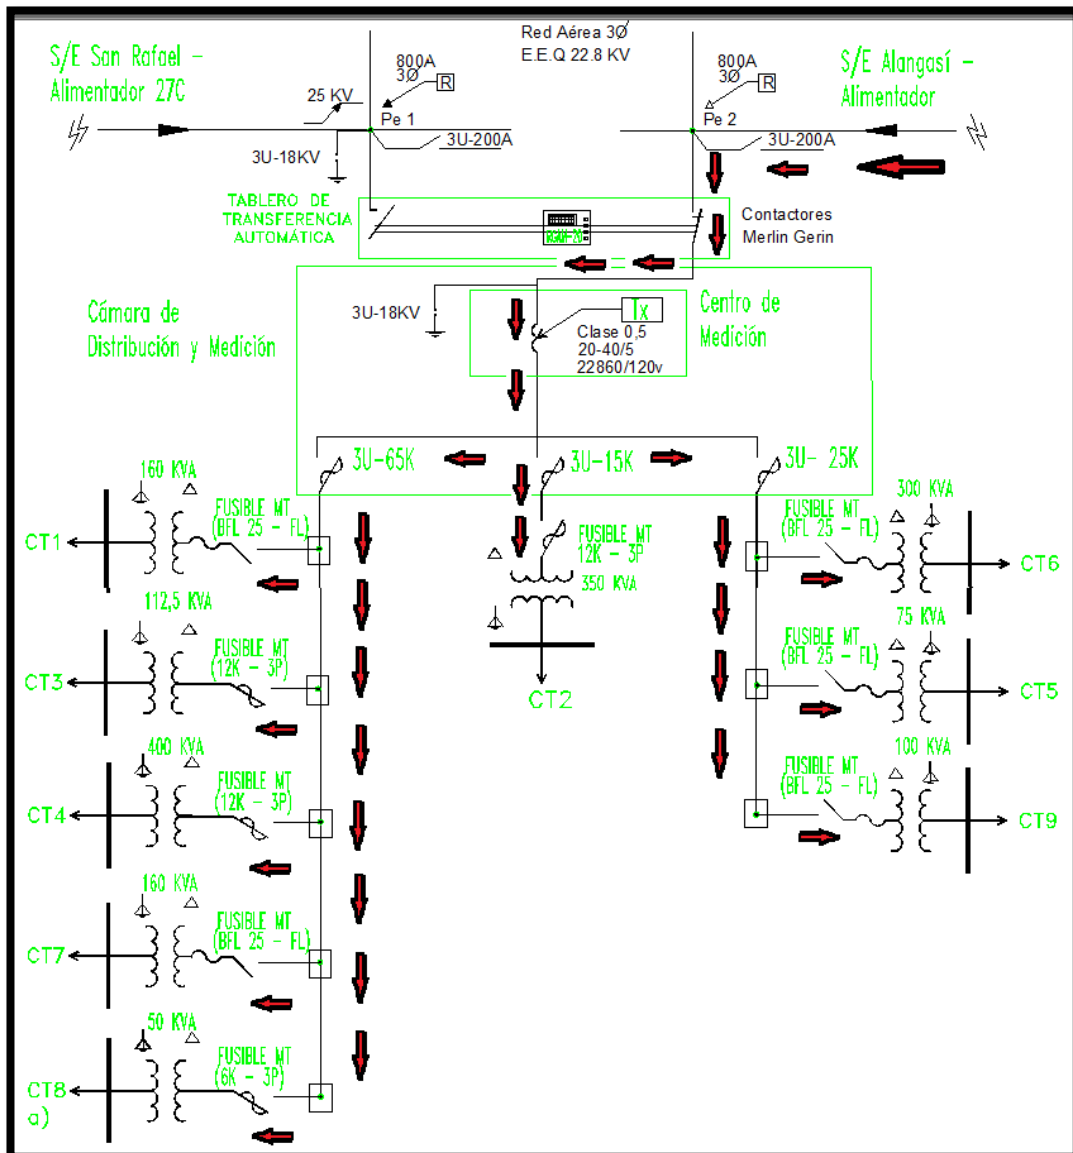 Red Aérea 3Ø
E.E.Q 22.8 KV
S/E San Rafael -
Alimentador 27C
S/E Alangasí -
Alimentador
800A
3Ø
R
800A
3Ø
R
25 KV
Pe 1
Pe 2
3U-200A
3U-200A
3U-18KV
TABLERO DE
TRANSFERENCIA
AUTOMÁTICA
Contactores
Merlin Gerin
Cámara de
Distribución y Medición
3U-18KV
Tx
Clase 0,5
20-40/5
22860/120v
Centro de
Medición
3U-65K
3U-15K
3U- 25K
160 KVA
FUSIBLE MT
(BFL 25 - FL)
CT1
112,5 KVA
FUSIBLE MT
(12K - 3P)
CT3
400 KVA
FUSIBLE MT
(12K - 3P)
CT4
160 KVA
FUSIBLE MT
(BFL 25 - FL)
CT7
50 KVA
FUSIBLE MT
(6K - 3P)
CT8
a)
FUSIBLE MT
12K - 3P
350 KVA
CT2
300 KVA
FUSIBLE MT
(BFL 25 - FL)
CT6
75 KVA
FUSIBLE MT
(BFL 25 - FL)
CT5
100 KVA
FUSIBLE MT
(BFL 25 - FL)
CT9